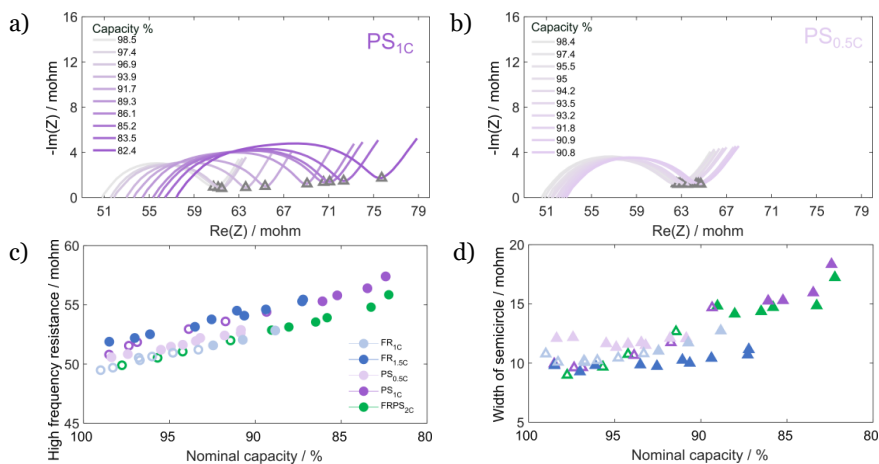 a)
PS1C
Capacity %
98.5
97.4
96.9
93.9
91.7
89.3
86.1
85.2
83.5
82.4
16
12
8
4
0
-Im(Z) / mohm
51 55 59 63 67 71 75 79
Re(Z) / mohm
b)
PS0.5C
Capacity %
98.4
97.4
95.5
95
94.2
93.5
93.2
91.8
90.9
90.8
16
12
8
4
0
-Im(Z) / mohm
51 55 59 63 67 71 75 79
Re(Z) / mohm
c)
60
55
50
45
High frequency resistance / mohm
FR1C
FR1.5C
PS0.5C
PS1C
FRPS2C
100 95 90 85 80
Nominal capacity / %
d)
20
15
10
5
0
Width of semicircle / mohm
100 95 90 85 80
Nominal capacity / %